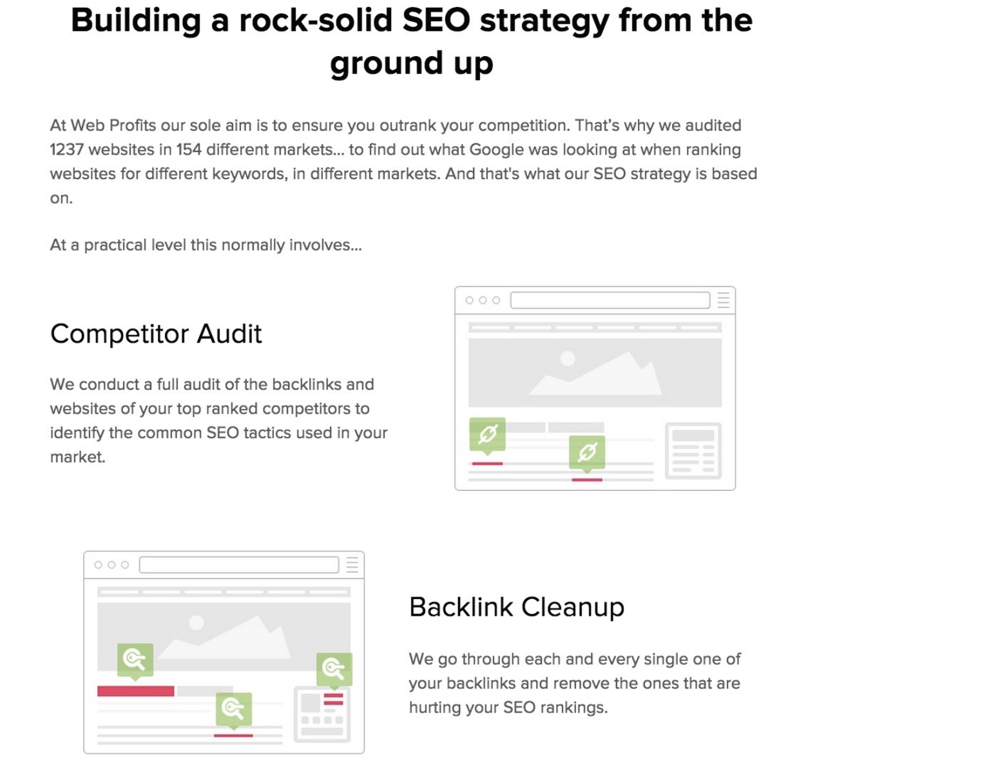 Building a rock-solid SEO strategy from the
ground up
At Web Profits our sole aim is to ensure you outrank your competition. That’s why we audited
1237 websites in 154 different markets... to find out what Google was looking at when ranking
websites for different keywords, in different markets. And that's what our SEO strategy is based
on.
At a practical level this normally involves...
Competitor Audit
We conduct a full audit of the backlinks and
websites of your top ranked competitors to
identify the common SEO tactics used in your
market.
Backlink Cleanup
We go through each and every single one of
your backlinks and remove the ones that are
hurting your SEO rankings.